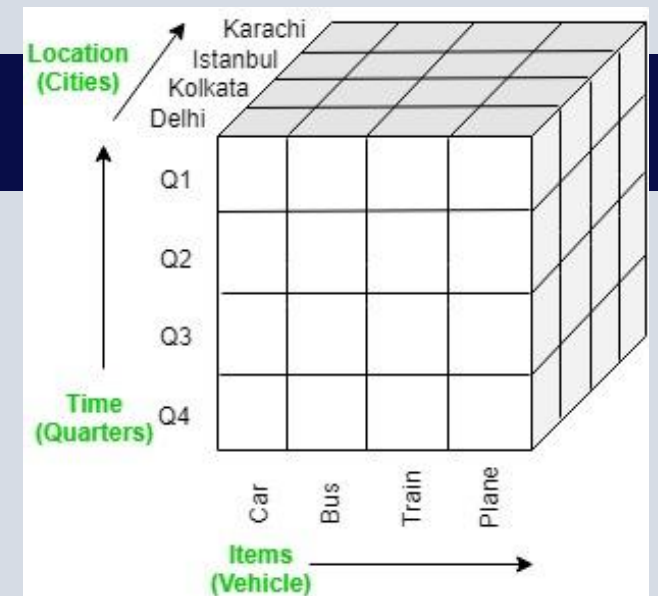 Karachi
Location
(Cities)
Istanbul
Kolkata
Delhi
Q1
Q2
Q3
Time
(Quarters)
Q4
Car
Bus
Train
Plane
Items
(Vehicle)